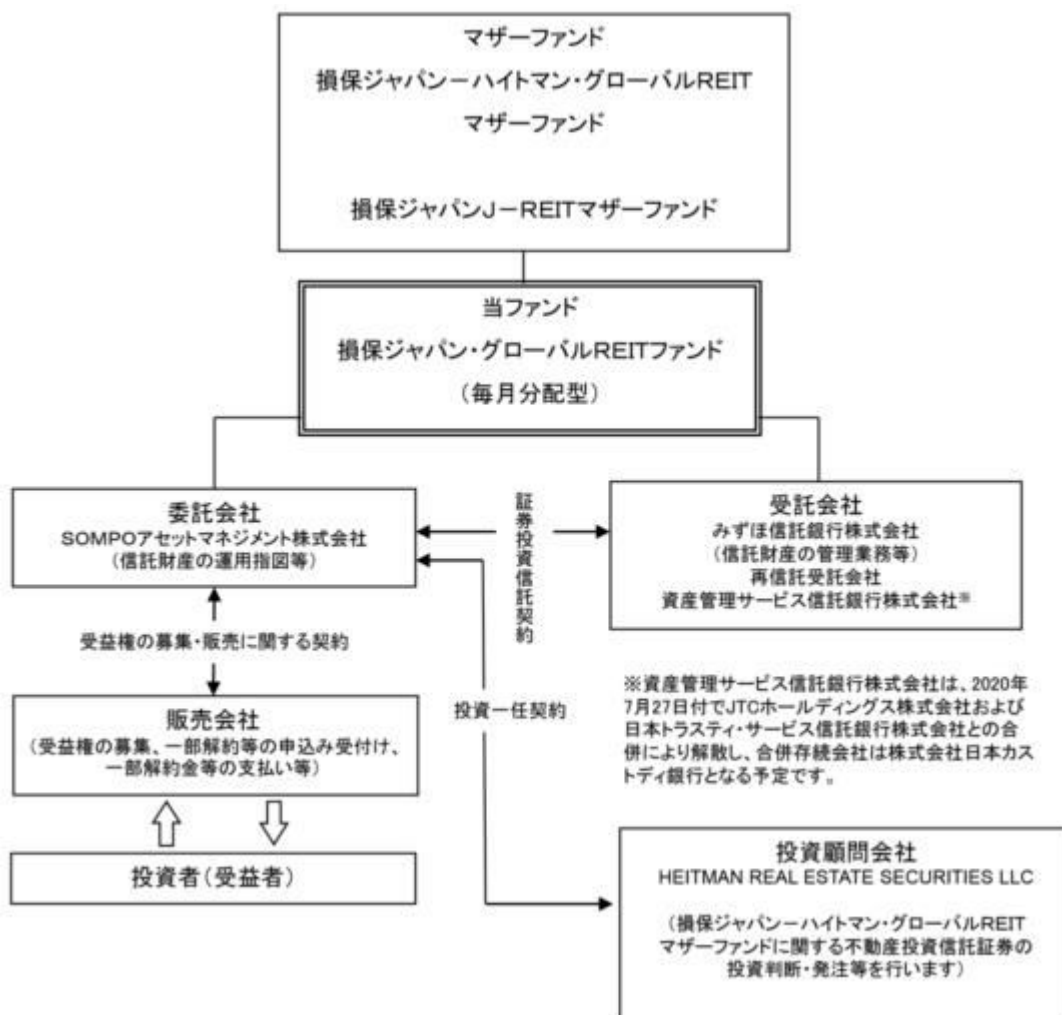 マザーファンド
損保ジャパン－ハイトマン・グローバルREIT
マザーファンド
損保ジャパンJ－REITマザーファンド
当ファンド
損保ジャパン・グローバルREITファンド
（毎月分配型）
委託会社
SOMPOアセットマネジメント株式会社
（信託財産の運用指図等）
証券投資信託契約
受託会社
みずほ信託銀行株式会社
（信託財産の管理業務等）
再信託受託会社
資産管理サービス信託銀行株式会社※
受益権の募集・販売に関する契約
販売会社
（受益権の募集、一部解約等の申込み受付け、
一部解約金等の支払い等）
投資一任契約
※資産管理サービス信託銀行株式会社は、2020年
7月27日付でJTCホールディングス株式会社および
日本トラスティ・サービス信託銀行株式会社との合
併により解散し、合併存続会社は株式会社日本カス
トディ銀行となる予定です。
投資者（受益者）
投資顧問会社
HEITMAN REAL ESTATE SECURITIES LLC
（損保ジャパン－ハイトマン・グローバルREIT
マザーファンドに関する不動産投資信託証券の
投資判断・発注等を行います）